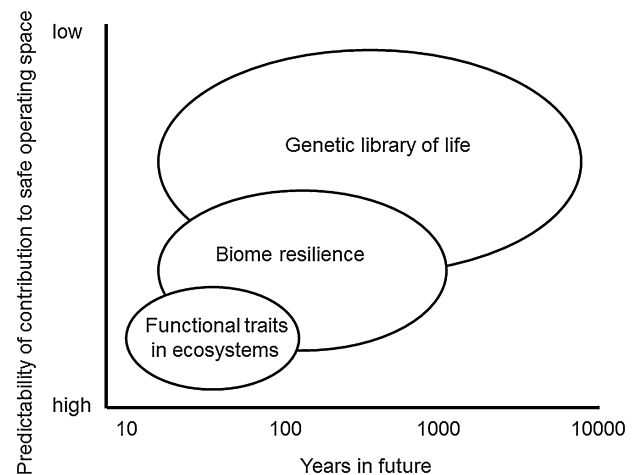 Predictability of contribution to safe operating space
low
Genetic library of life
Biome resilience
Functional traits
in ecosystems
high
10 100 1000 10000
Years in future